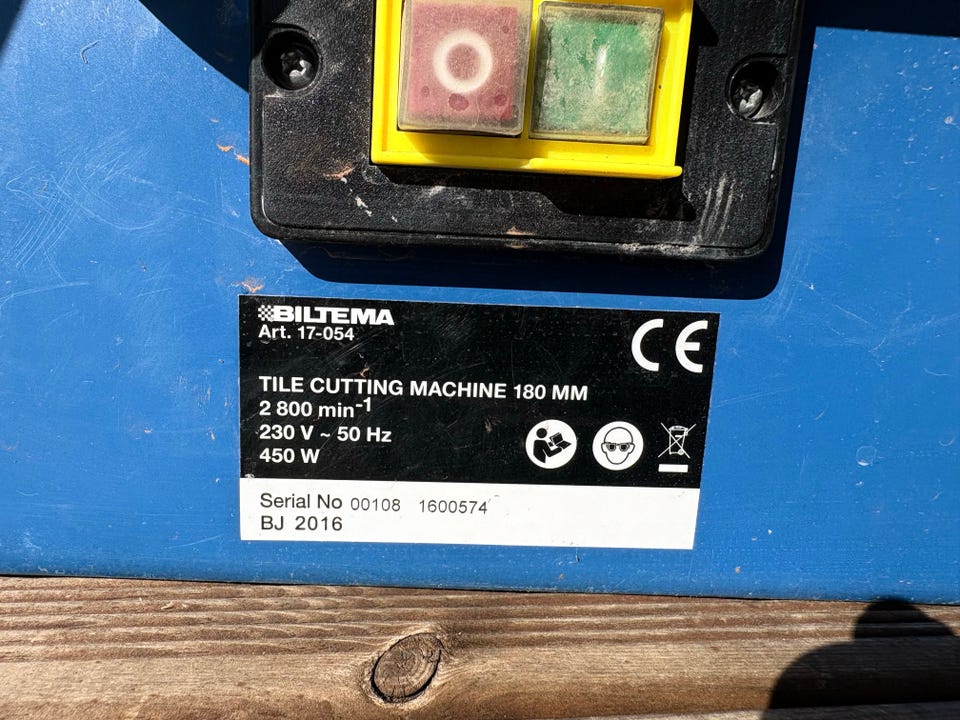 BILTEMA
Art. 17-054
CE
TILE CUTTING MACHINE 180 MM
2 800 min-1
230 V ~ 50 Hz
450 W
Serial No 00108 1600574
BJ 2016